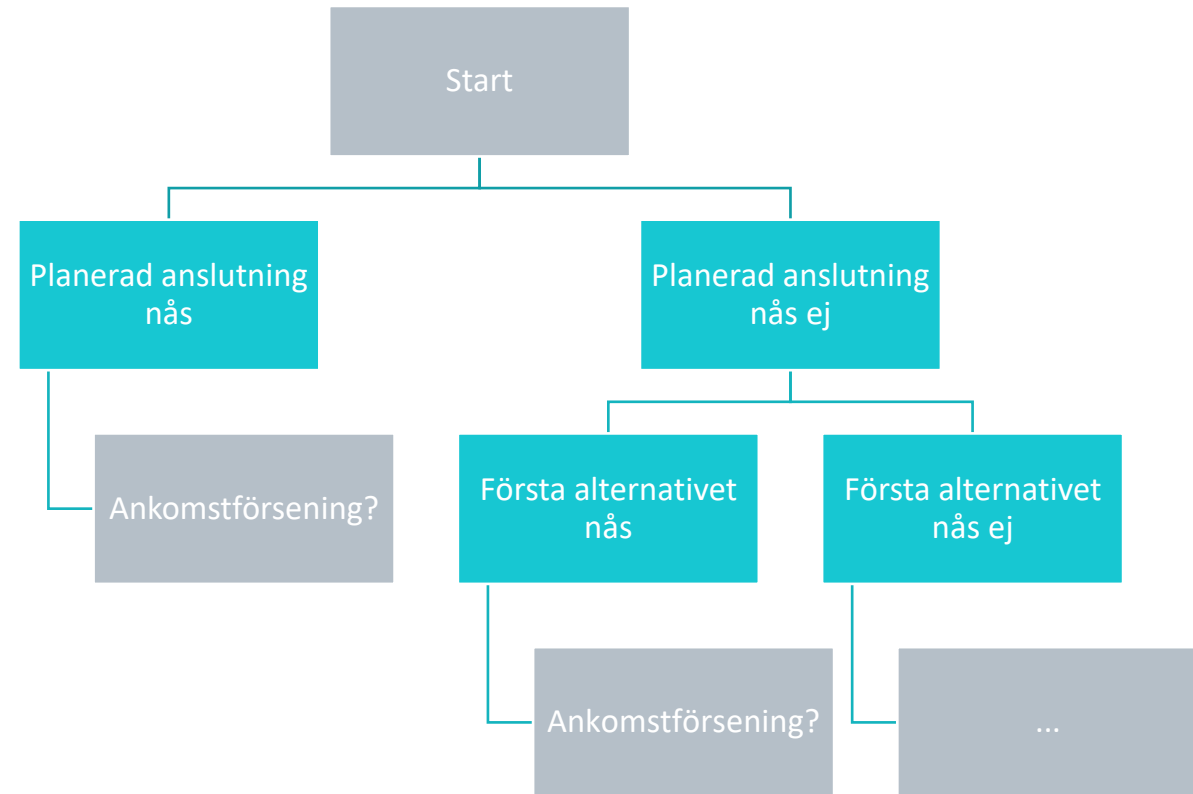 Start
Planerad anslutning
nås
Planerad anslutning
nås ej
Ankomstförsening?
Första alternativet
nås
Första alternativet
nås ej
Ankomstförsening?
...